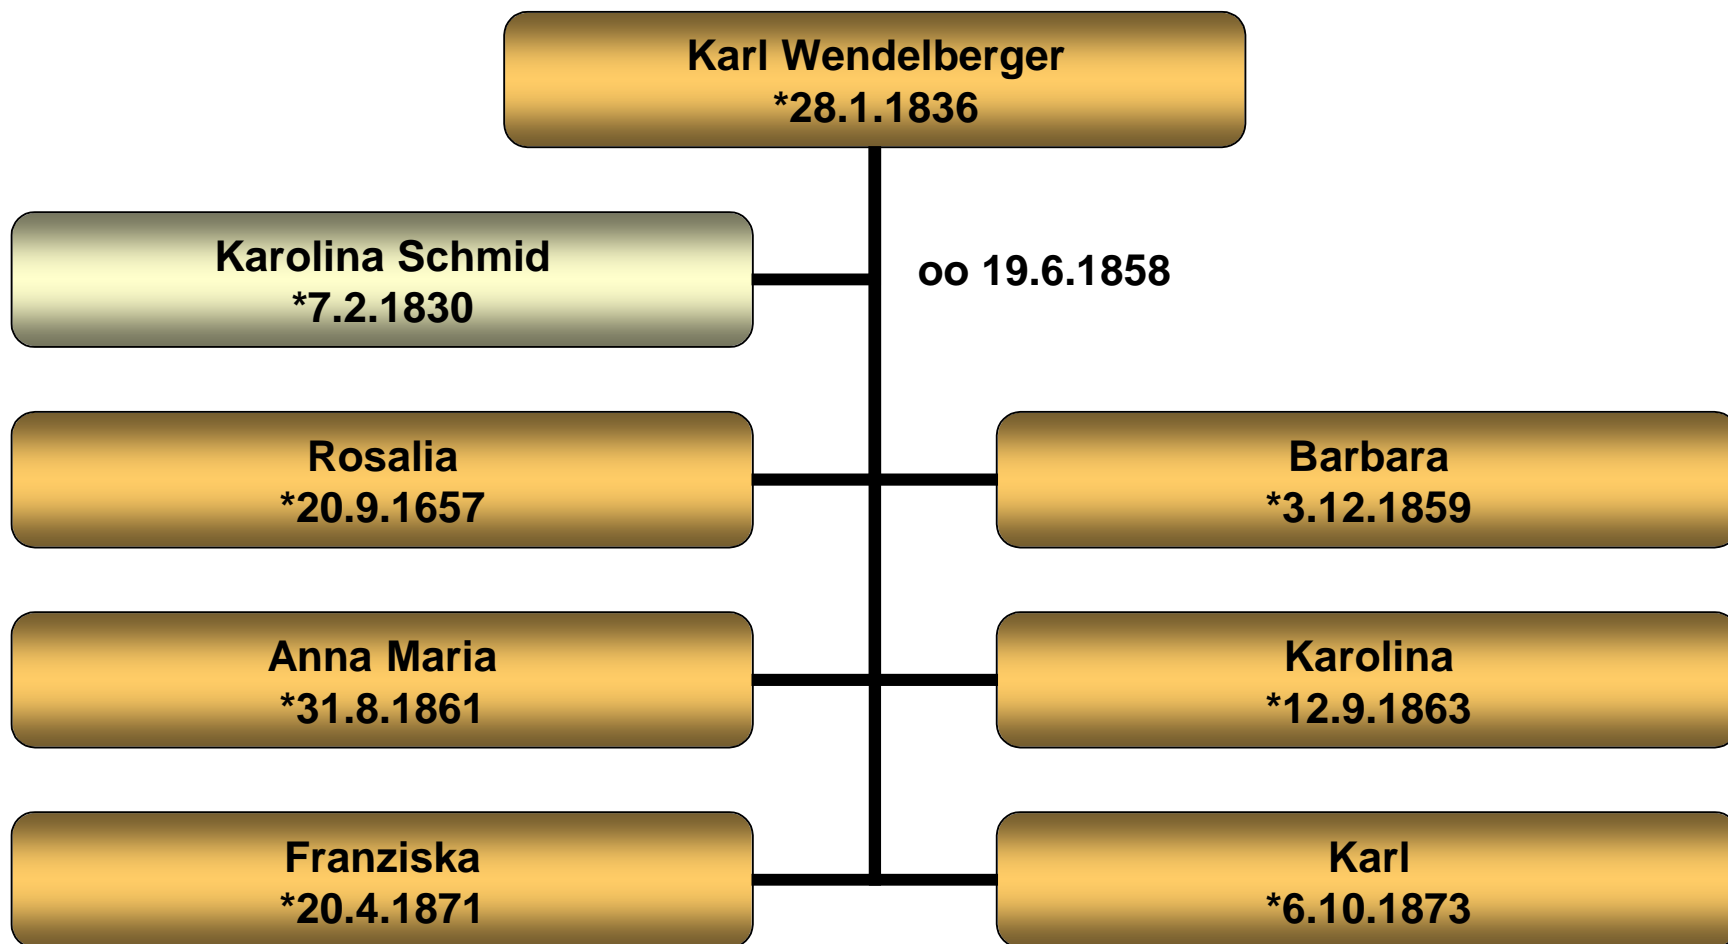 Karl Wendelberger
*28.1.1836
Karolina Schmid
*7.2.1830
oo 19.6.1858
Rosalia
*20.9.1657
Barbara
*3.12.1859
Anna Maria
*31.8.1861
Karolina
*12.9.1863
Franziska
*20.4.1871
Karl
*6.10.1873